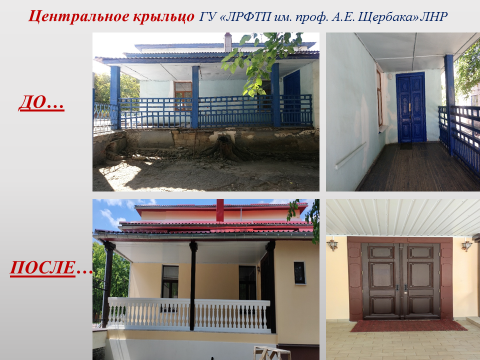 Центральное крыльцо ГУ «ЛРФТП им. проф. А.Е. Щербака» ЛНР
ДО…
ПОСЛЕ…